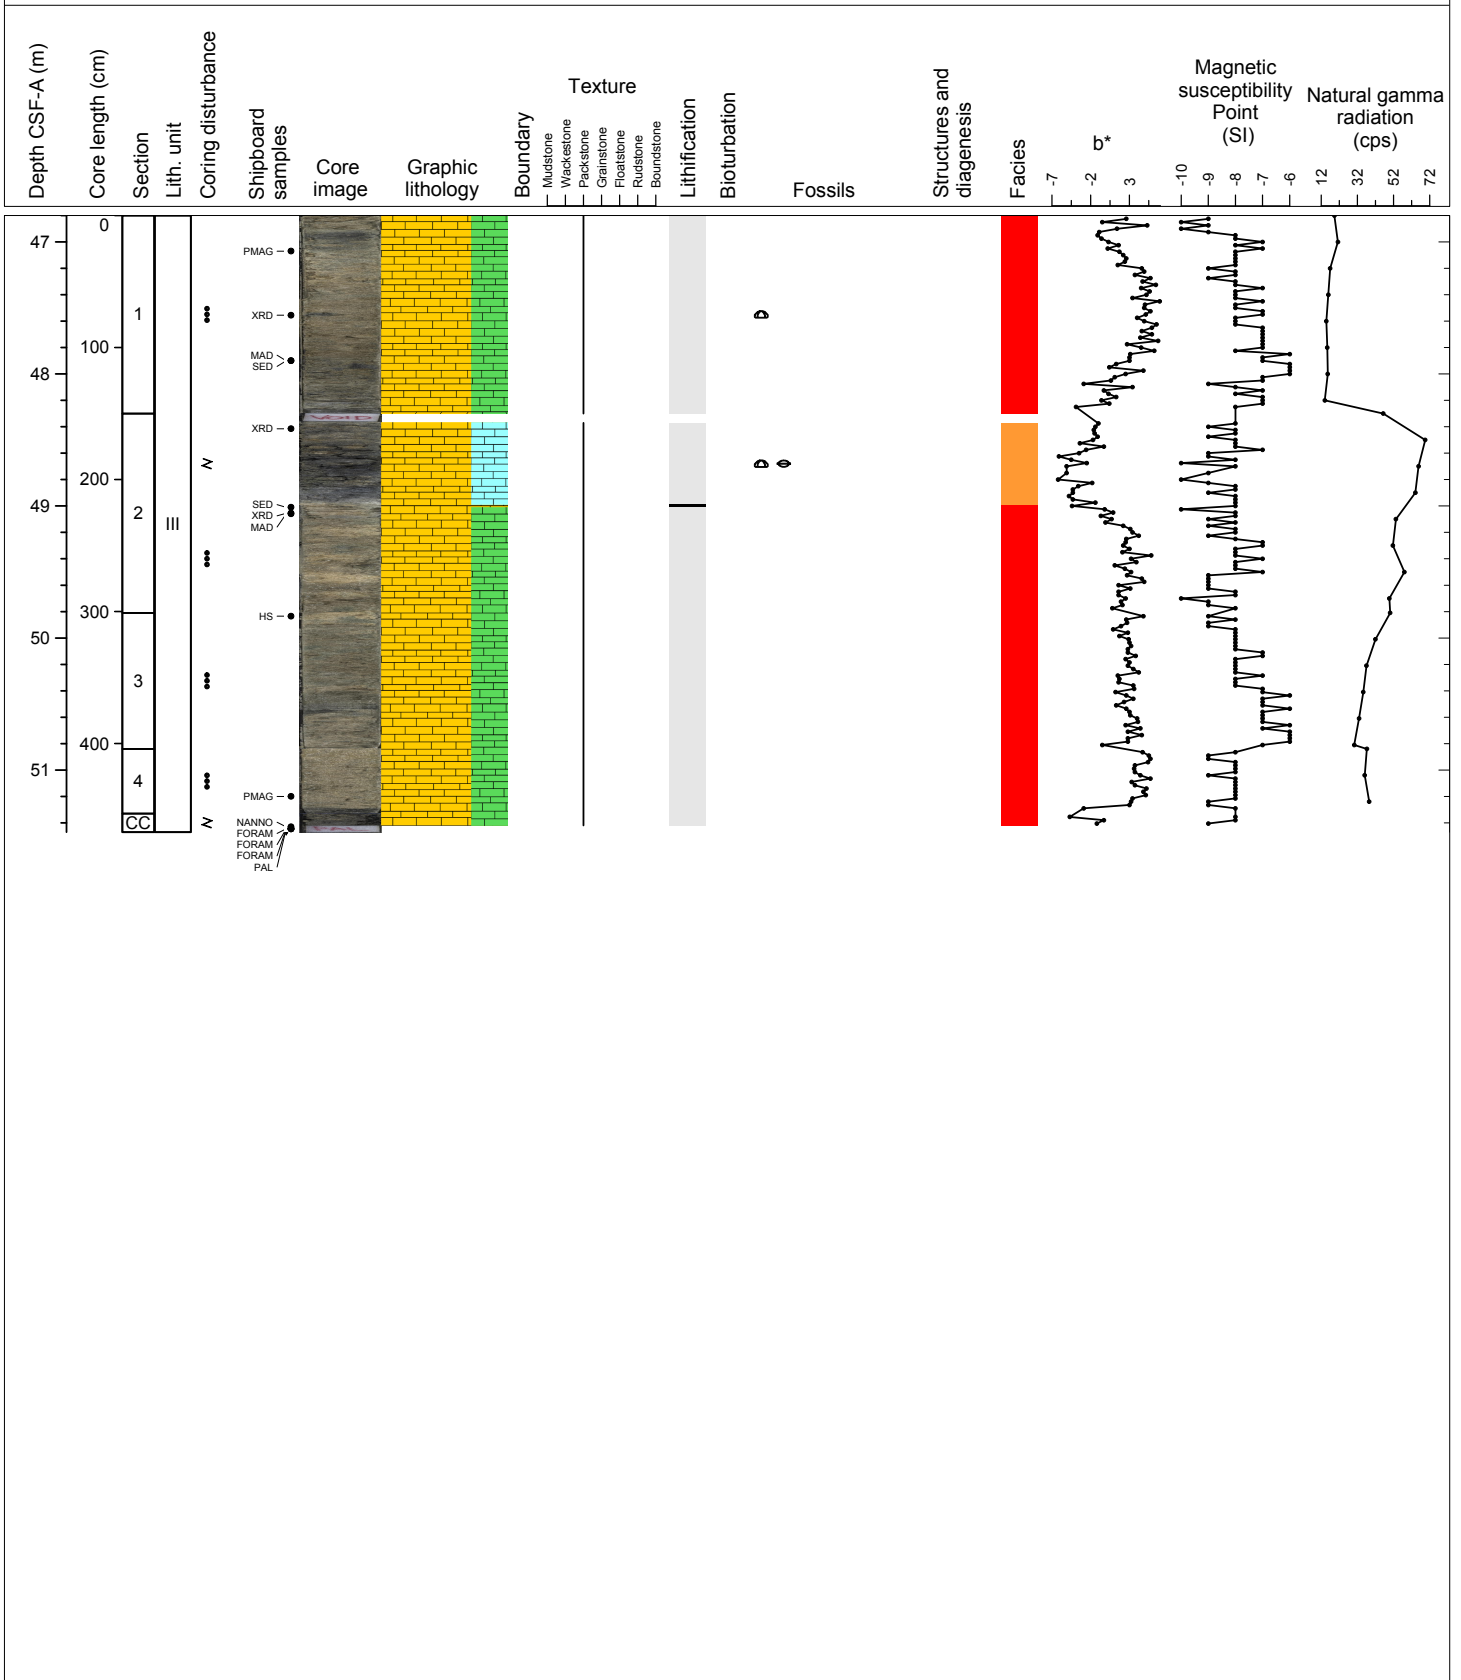 Depth CSF-A (m)
Core length (cm)
Section
Lith. unit
Coring disturbance
Shipboard
samples
Core
image
Graphic
lithology
Boundary
Texture
Mudstone
Wackestone
Packstone
Grainstone
Floatstone
Rudstone
Boundstone
Lithification
Bioturbation
Fossils
Structures and
diagenesis
Facies
b*
-7 -2 3
Magnetic
susceptibility
Point
(SI)
-10 -9 -8 -7 -6
Natural gamma
radiation
(cps)
12 32 52 72
0
47
PMAG
1
XRD
100
MAD
SED
48
VOID
XRD
200
SED
49
2
III
XRD
MAD
300
HS
50
3
400
51
4
PMAG
CC
NANNO
FORAM
FORAM
FORAM
PAL
PAL